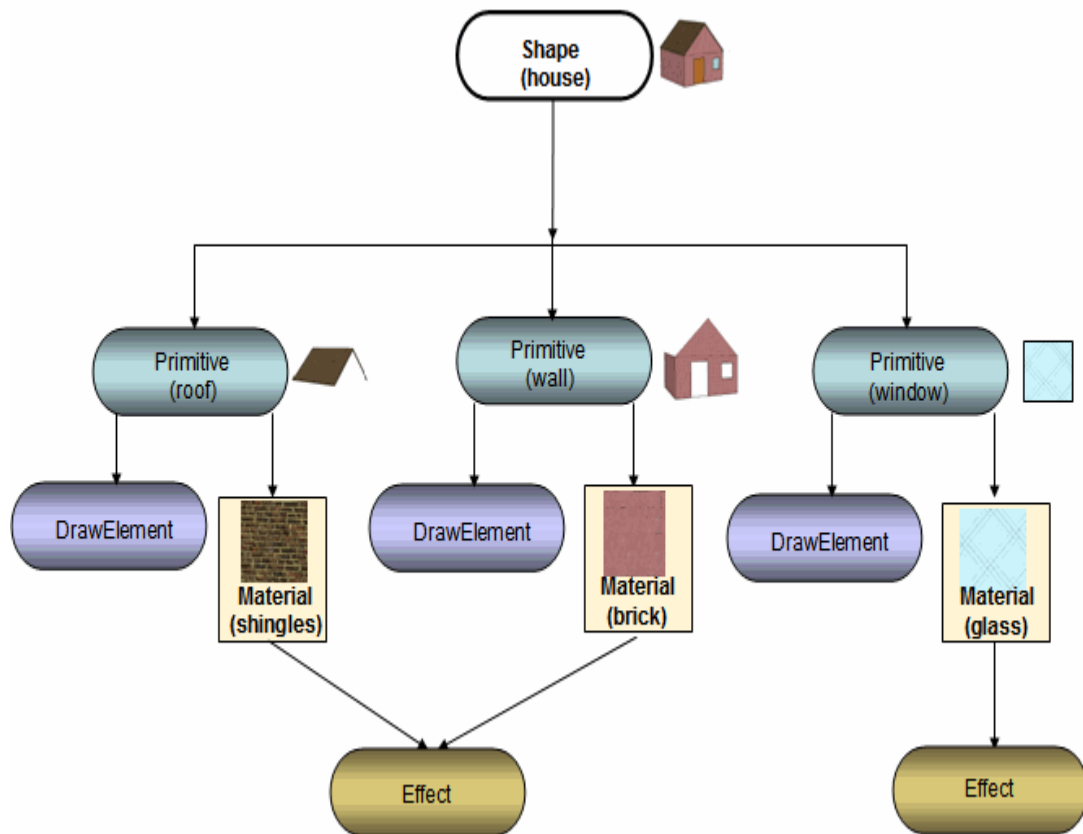 Shape
(house)
Primitive
(roof)
Primitive
(wall)
Primitive
(window)
DrawElement
Material
(shingles)
DrawElement
Material
(brick)
DrawElement
Material
(glass)
Effect
Effect